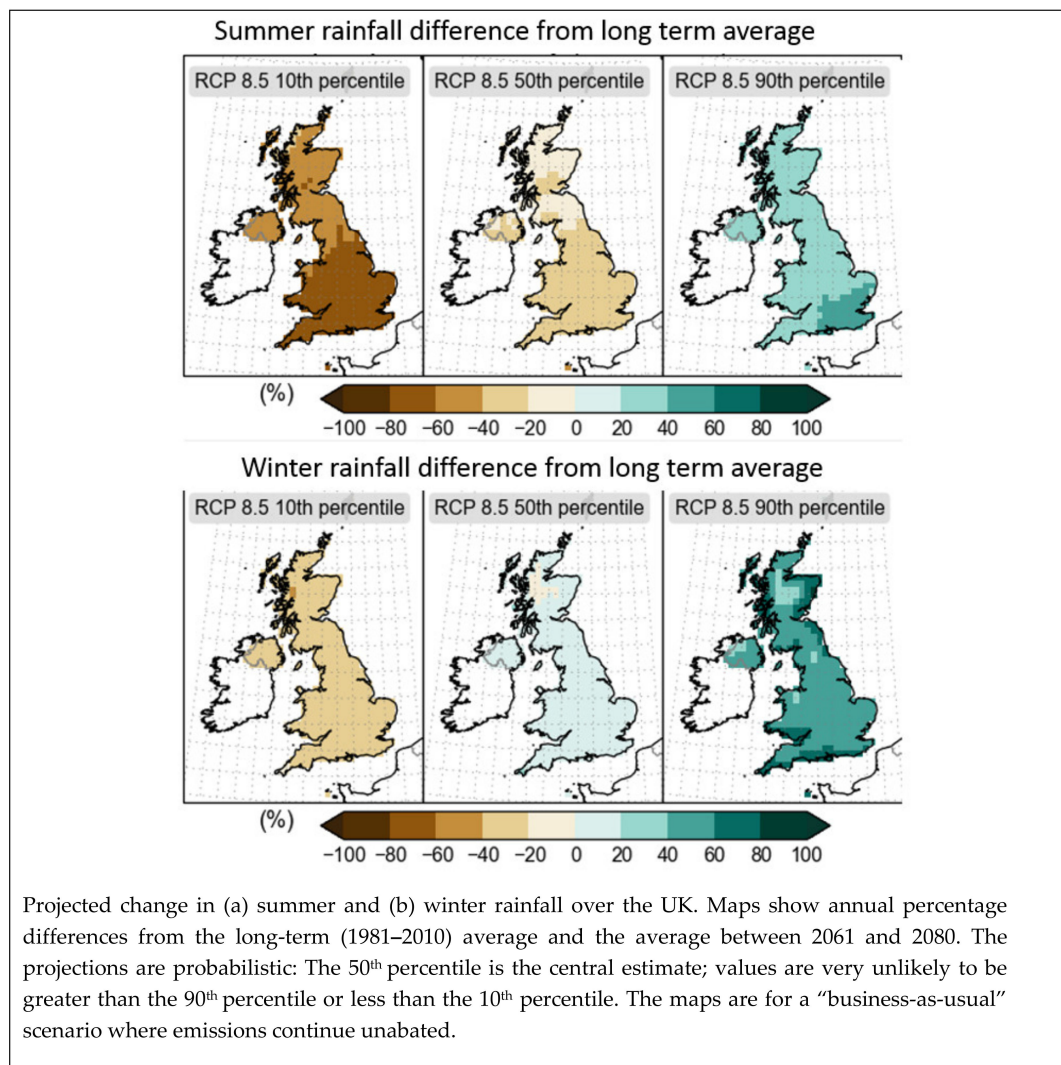 Summer rainfall difference from long term average
RCP 8.5 10th percentile
RCP 8.5 50th percentile
RCP 8.5 90th percentile
(%)
−100 −80 −60 −40 −20 0 20 40 60 80 100
Winter rainfall difference from long term average
RCP 8.5 10th percentile
RCP 8.5 50th percentile
RCP 8.5 90th percentile
(%)
−100 −80 −60 −40 −20 0 20 40 60 80 100
Projected change in (a) summer and (b) winter rainfall over the UK. Maps show annual percentage
differences from the long-term (1981–2010) average and the average between 2061 and 2080. The
projections are probabilistic: The 50th percentile is the central estimate; values are very unlikely to be
greater than the 90th percentile or less than the 10th percentile. The maps are for a “business-as-usual”
scenario where emissions continue unabated.